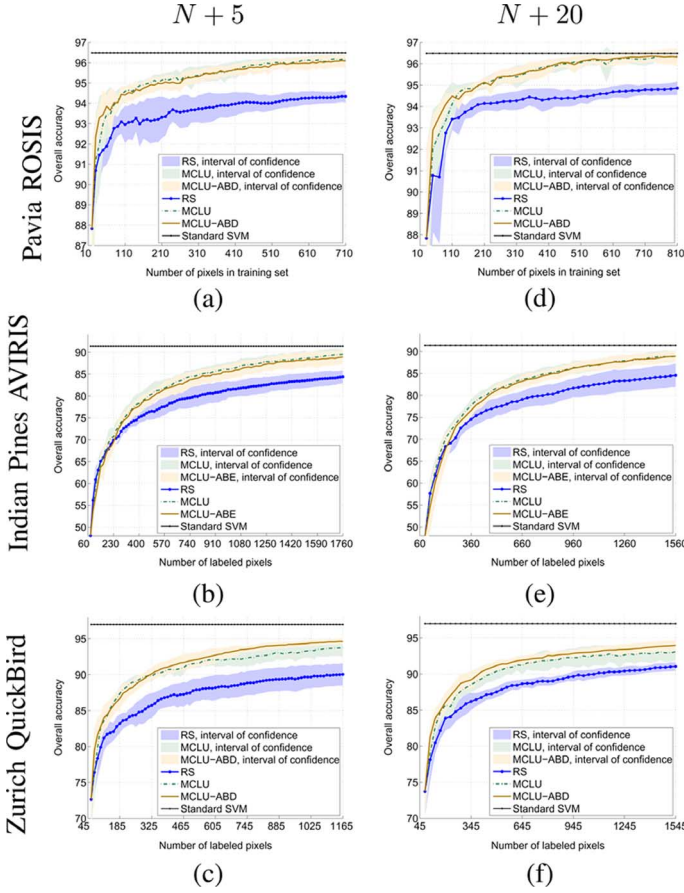 N + 5
N + 20
Pavia ROSIS
97
96
95
94
93
92
91
90
89
88
87
Overall accuracy
RS, interval of confidence
MCLU, interval of confidence
MCLU-ABD, interval of confidence
RS
MCLU
MCLU-ABD
Standard SVM
10 110 210 310 410 510 610 710
Number of pixels in training set
(a)
97
96
95
94
93
92
91
90
89
88
Overall accuracy
RS, interval of confidence
MCLU, interval of confidence
MCLU-ABD, interval of confidence
RS
MCLU
MCLU-ABD
Standard SVM
10 110 210 310 410 510 610 710 810
Number of pixels in training set
(d)
Indian Pines AVIRIS
90
85
80
75
70
65
60
55
50
Overall accuracy
RS, interval of confidence
MCLU, interval of confidence
MCLU-ABE, interval of confidence
RS
MCLU
MCLU-ABE
Standard SVM
60 230 400 570 740 910 1080 1250 1420 1590 1760
Number of labeled pixels
(b)
90
85
80
75
70
65
60
55
50
Overall accuracy
RS, interval of confidence
MCLU, interval of confidence
MCLU-ABE, interval of confidence
RS
MCLU
MCLU-ABE
Standard SVM
60 360 660 960 1260 1560
Number of labeled pixels
(e)
Zurich QuickBird
95
90
85
80
75
70
Overall accuracy
RS, interval of confidence
MCLU, interval of confidence
MCLU-ABD, interval of confidence
RS
MCLU
MCLU-ABD
Standard SVM
45 185 325 465 605 745 885 1025 1165
Number of labeled pixels
(c)
95
90
85
80
75
70
Overall accuracy
RS, interval of confidence
MCLU, interval of confidence
MCLU-ABD, interval of confidence
RS
MCLU
MCLU-ABD
Standard SVM
45 345 645 945 1245 1545
Number of labeled pixels
(f)